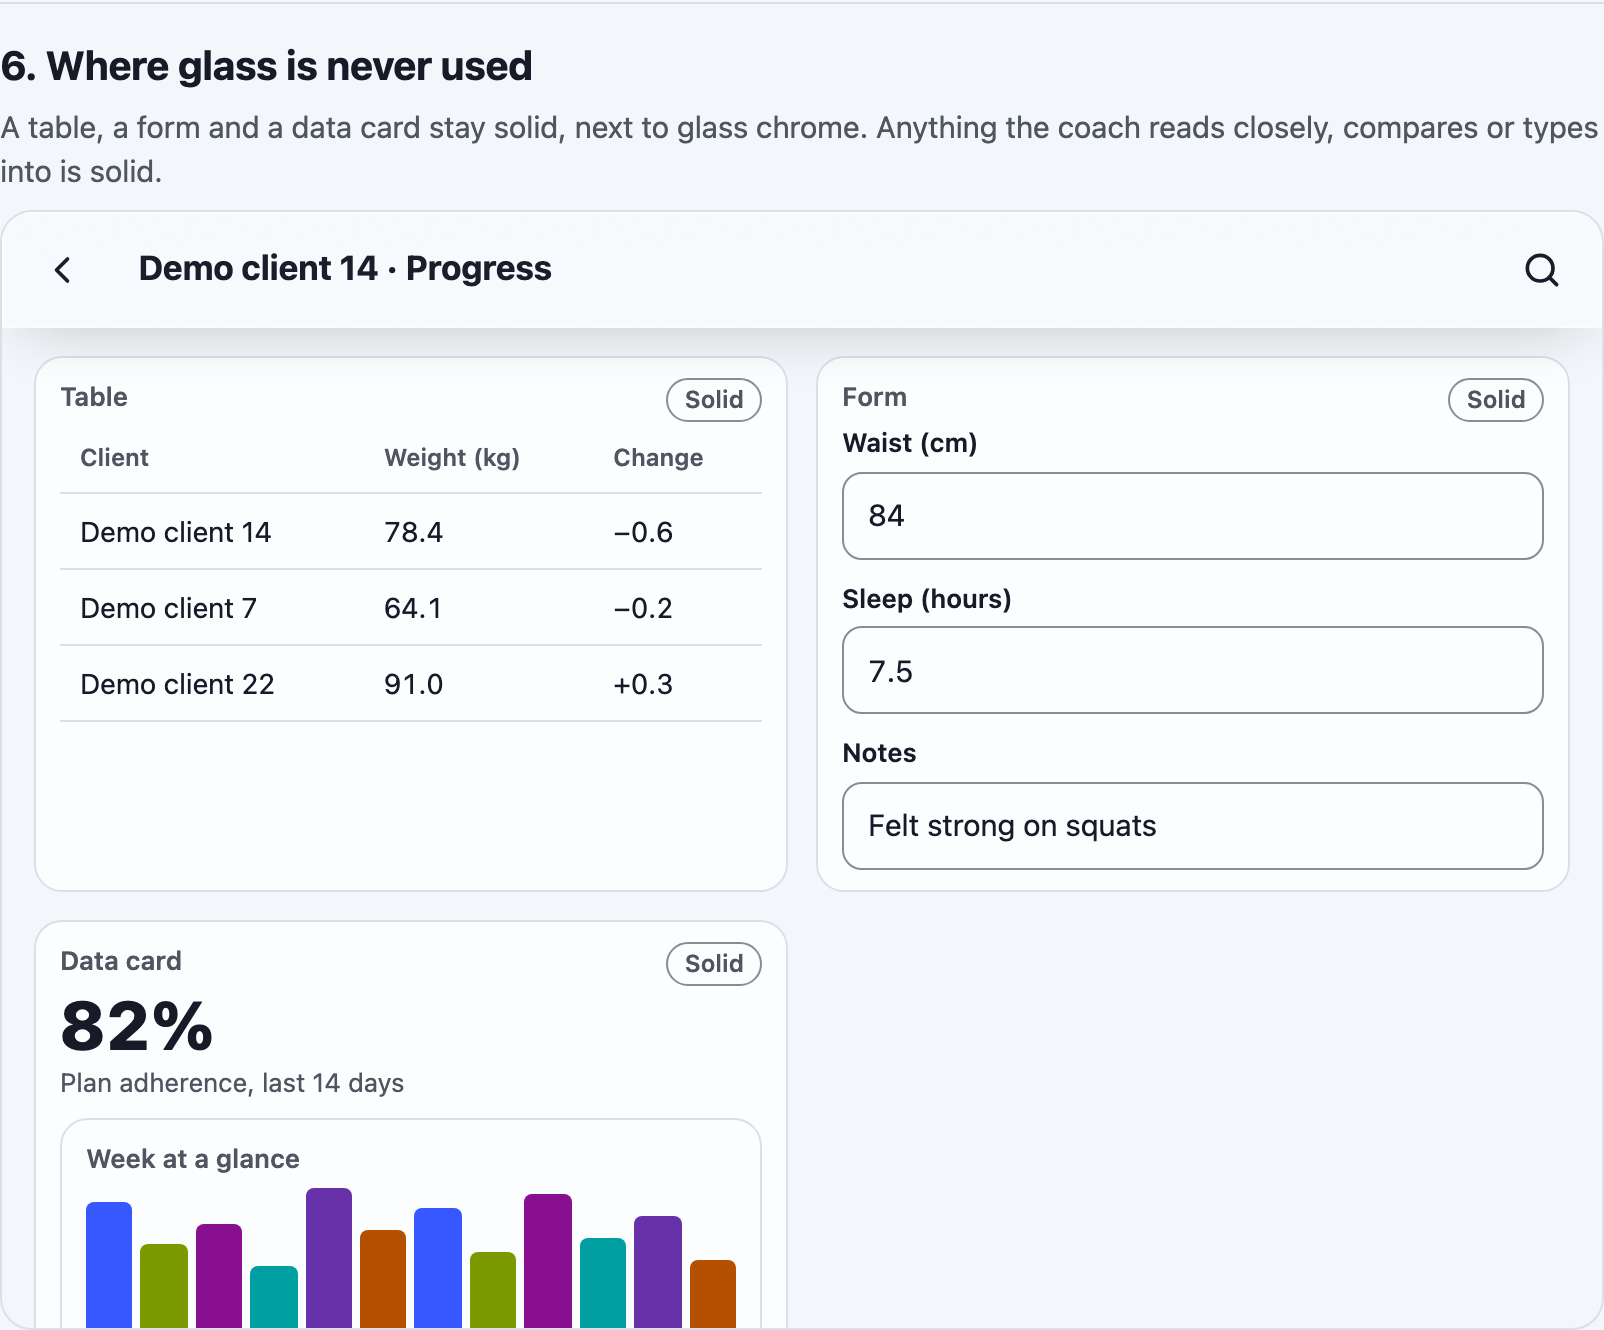 6. Where glass is never used
A table, a form and a data card stay solid, next to glass chrome. Anything the coach reads closely, compares or types
into is solid.
Demo client 14 · Progress
Table
Solid
Client Weight (kg) Change
Demo client 14 78.4 −0.6
Demo client 7 64.1 −0.2
Demo client 22 91.0 +0.3
Form
Solid
Waist (cm)
84
Sleep (hours)
7.5
Notes
Felt strong on squats
Data card
Solid
82%
Plan adherence, last 14 days
Week at a glance